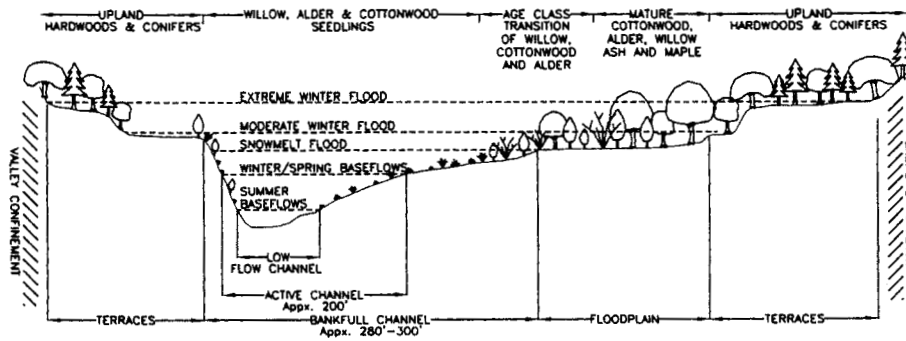 UPLAND
HARDWOODS & CONIFERS
WILLOW, ALDER & COTTONWOOD
SEEDLINGS
AGE CLASS
TRANSITION
OF WILLOW,
COTTONWOOD
AND ALDER
MATURE
COTTONWOOD,
ALDER, WILLOW
ASH AND MAPLE
UPLAND
HARDWOODS & CONIFERS
EXTREME WINTER FLOOD
MODERATE WINTER FLOOD
SNOWMELT FLOOD
WINTER/SPRING BASEFLOWS
SUMMER
BASEFLOWS
VALLEY CONFINEMENT
VALLEY CONFINEMENT
LOW
FLOW CHANNEL
ACTIVE CHANNEL
Appx. 200'
TERRACES
BANKFULL CHANNEL
Appx. 280'-300'
FLOODPLAIN
TERRACES